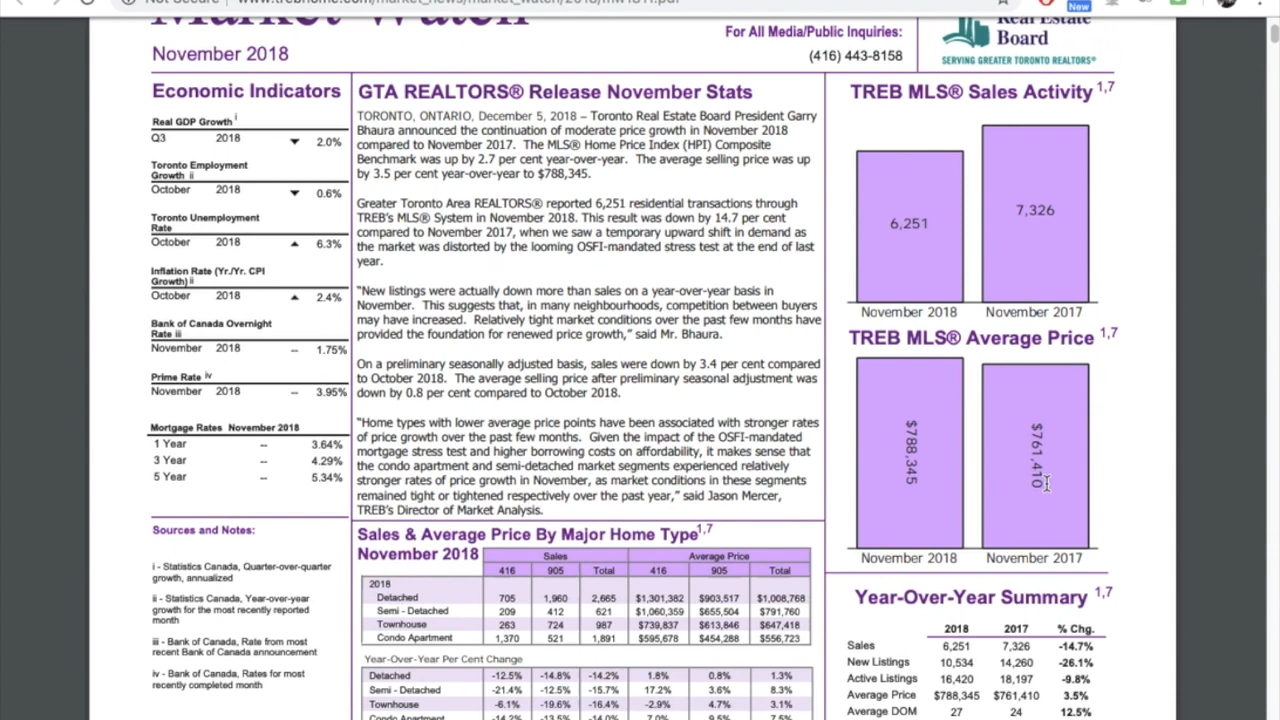 Not Secure www.trebhome.com/market_news/market_watch/2018/mw1811.pdf
New
Market Watch
November 2018
For All Media/Public Inquiries:
(416) 443-8158
Real Estate
Board
SERVING GREATER TORONTO REALTORS®
Economic Indicators
Real GDP Growth i
Q3 2018 ▼ 2.0%
Toronto Employment
Growth ii
October 2018 ▼ 0.6%
Toronto Unemployment
Rate
October 2018 ▲ 6.3%
Inflation Rate (Yr./Yr. CPI
Growth) ii
October 2018 ▲ 2.4%
Bank of Canada Overnight
Rate iii
November 2018 -- 1.75%
Prime Rate iv
November 2018 -- 3.95%
Mortgage Rates November 2018
1 Year -- 3.64%
3 Year -- 4.29%
5 Year -- 5.34%
Sources and Notes:
i - Statistics Canada, Quarter-over-quarter
growth, annualized
ii - Statistics Canada, Year-over-year
growth for the most recently reported
month
iii - Bank of Canada, Rate from most
recent Bank of Canada announcement
iv - Bank of Canada, Rates for most
recently completed month
GTA REALTORS® Release November Stats
TORONTO, ONTARIO, December 5, 2018 – Toronto Real Estate Board President Garry
Bhaura announced the continuation of moderate price growth in November 2018
compared to November 2017. The MLS® Home Price Index (HPI) Composite
Benchmark was up by 2.7 per cent year-over-year. The average selling price was up
by 3.5 per cent year-over-year to $788,345.
Greater Toronto Area REALTORS® reported 6,251 residential transactions through
TREB's MLS® System in November 2018. This result was down by 14.7 per cent
compared to November 2017, when we saw a temporary upward shift in demand as
the market was distorted by the looming OSFI-mandated stress test at the end of last
year.
"New listings were actually down more than sales on a year-over-year basis in
November. This suggests that, in many neighbourhoods, competition between buyers
may have increased. Relatively tight market conditions over the past few months have
provided the foundation for renewed price growth," said Mr. Bhaura.
On a preliminary seasonally adjusted basis, sales were down by 3.4 per cent compared
to October 2018. The average selling price after preliminary seasonal adjustment was
down by 0.8 per cent compared to October 2018.
"Home types with lower average price points have been associated with stronger rates
of price growth over the past few months. Given the impact of the OSFI-mandated
mortgage stress test and higher borrowing costs on affordability, it makes sense that
the condo apartment and semi-detached market segments experienced relatively
stronger rates of price growth in November, as market conditions in these segments
remained tight or tightened respectively over the past year," said Jason Mercer,
TREB's Director of Market Analysis.
Sales & Average Price By Major Home Type 1,7
November 2018
Sales Average Price
416 905 Total 416 905 Total
2018
Detached 705 1,960 2,665 $1,301,382 $903,517 $1,008,768
Semi - Detached 209 412 621 $1,060,359 $655,504 $791,760
Townhouse 263 724 987 $739,837 $613,846 $647,418
Condo Apartment 1,370 521 1,891 $595,678 $454,288 $556,723
Year-Over-Year Per Cent Change
Detached -12.5% -14.8% -14.2% 1.8% 0.8% 1.3%
Semi - Detached -21.4% -12.5% -15.7% 17.2% 3.6% 8.3%
Townhouse -6.1% -19.6% -16.4% -2.9% 4.7% 3.1%
Condo Apartment -14.2% -13.5% -14.0% 7.0% 9.5% 7.5%
TREB MLS® Sales Activity 1,7
6,251
7,326
November 2018 November 2017
TREB MLS® Average Price 1,7
$788,345
$761,410
November 2018 November 2017
Year-Over-Year Summary 1,7
2018 2017 % Chg.
Sales 6,251 7,326 -14.7%
New Listings 10,534 14,260 -26.1%
Active Listings 16,420 18,197 -9.8%
Average Price $788,345 $761,410 3.5%
Average DOM 27 24 12.5%